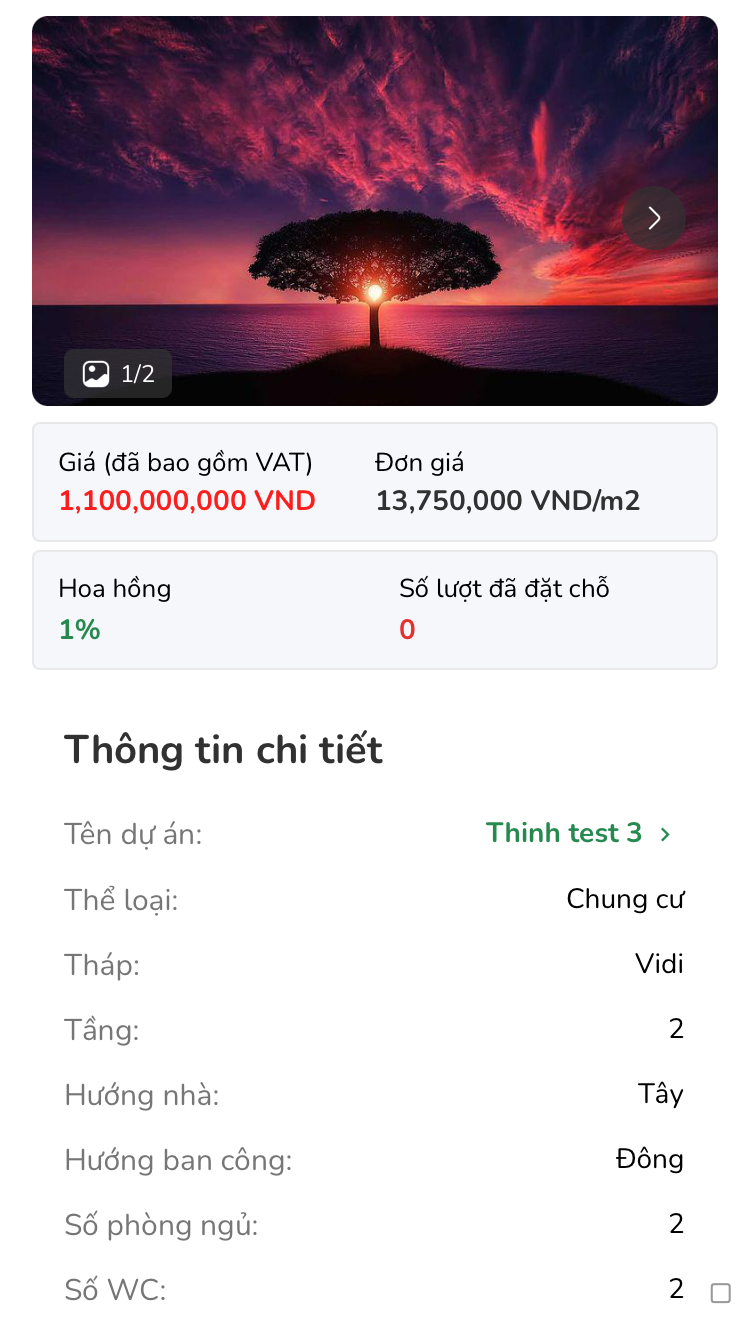 1/2
Giá (đã bao gồm VAT)
1,100,000,000 VND
Đơn giá
13,750,000 VND/m2
Hoa hồng
1%
Số lượt đã đặt chỗ
0
Thông tin chi tiết
Tên dự án: Thinh test 3
Thể loại: Chung cư
Tháp: Vidi
Tầng: 2
Hướng nhà: Tây
Hướng ban công: Đông
Số phòng ngủ: 2
Số WC: 2